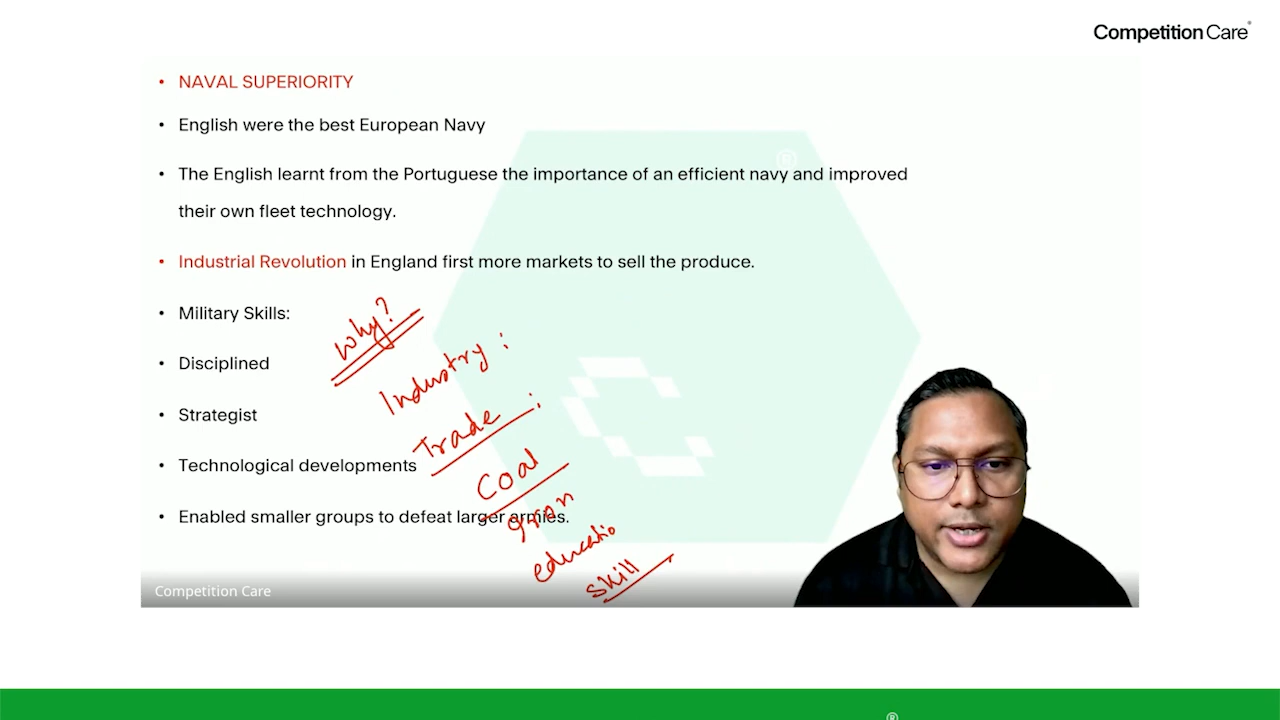 Competition Care
• NAVAL SUPERIORITY
• English were the best European Navy
• The English learnt from the Portuguese the importance of an efficient navy and improved
their own fleet technology.
• Industrial Revolution in England first more markets to sell the produce.
• Military Skills:
why?
• Disciplined
Industry :
• Strategist
Trade :
• Technological developments
Coal
• Enabled smaller groups to defeat larger armies.
Iron
educatio
skill
Competition Care